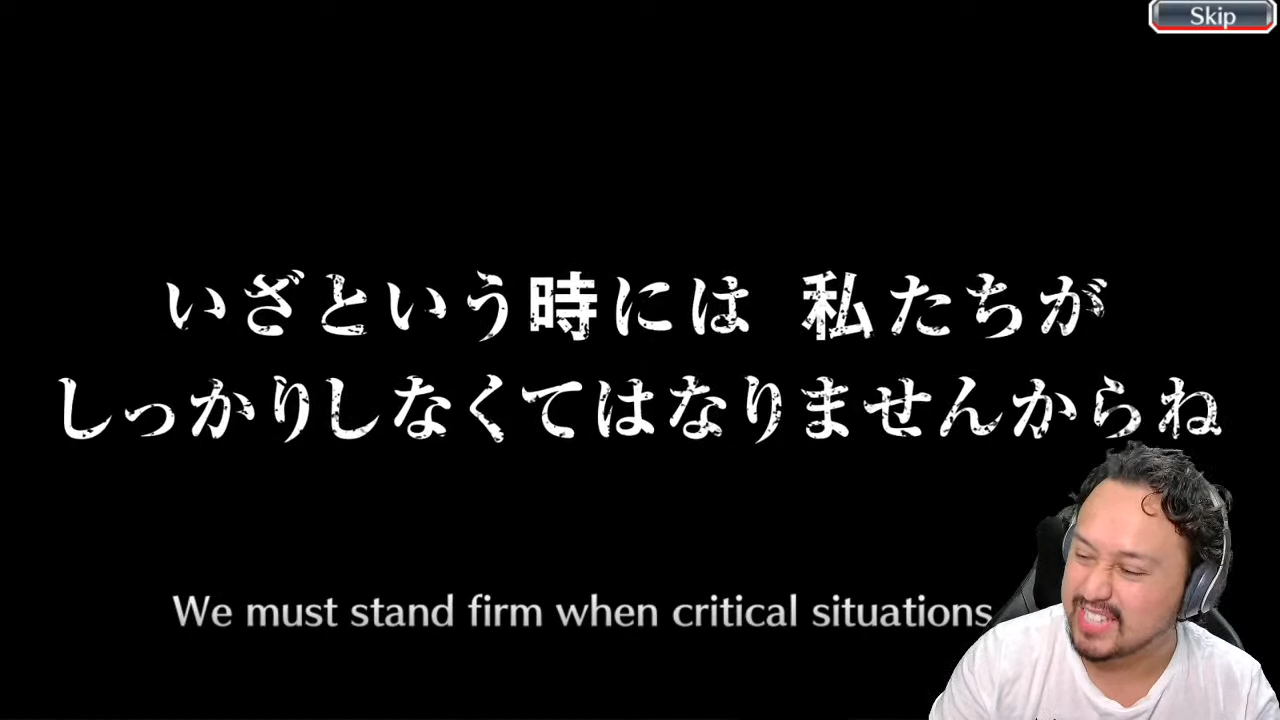 Skip
いざという時には 私たちが
しっかりしなくてはなりませんからね
We must stand firm when critical situations